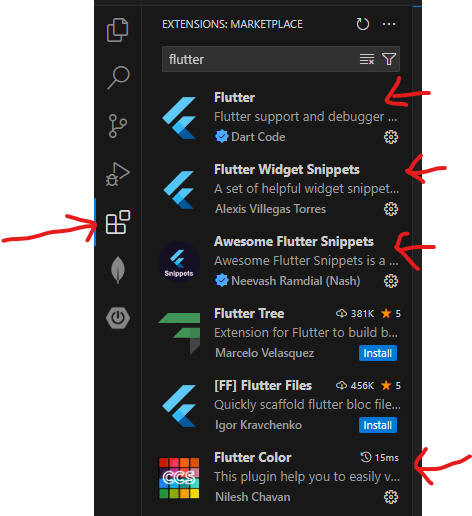 EXTENSIONS: MARKETPLACE
flutter
Flutter
Flutter support and debugger ...
Dart Code
Flutter Widget Snippets
A set of helpful widget snippet...
Alexis Villegas Torres
Snippets
Awesome Flutter Snippets
Awesome Flutter Snippets is a ...
Neevash Ramdial (Nash)
Flutter Tree 381K 5
Extension for Flutter to build b...
Marcelo Velasquez Install
[FF] Flutter Files 456K 5
Quickly scaffold flutter bloc file...
Igor Kravchenko Install
CCS
Flutter Color 15ms
This plugin help you to easily v...
Nilesh Chavan